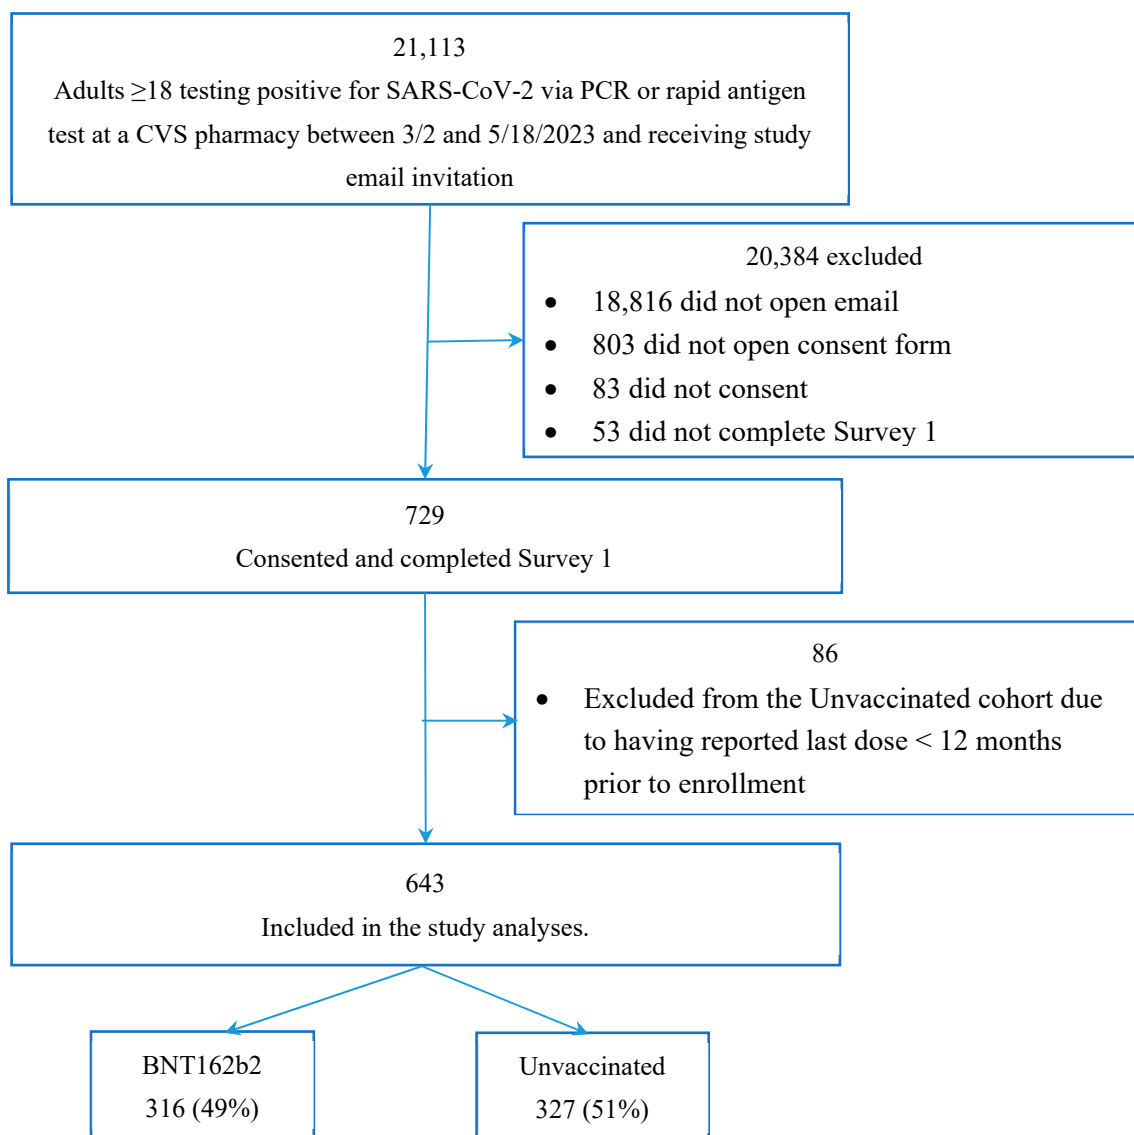 21,113
Adults ≥18 testing positive for SARS-CoV-2 via PCR or rapid antigen
test at a CVS pharmacy between 3/2 and 5/18/2023 and receiving study
email invitation
20,384 excluded
• 18,816 did not open email
• 803 did not open consent form
• 83 did not consent
• 53 did not complete Survey 1
729
Consented and completed Survey 1
86
• Excluded from the Unvaccinated cohort due
to having reported last dose < 12 months
prior to enrollment
643
Included in the study analyses.
BNT162b2
316 (49%)
Unvaccinated
327 (51%)